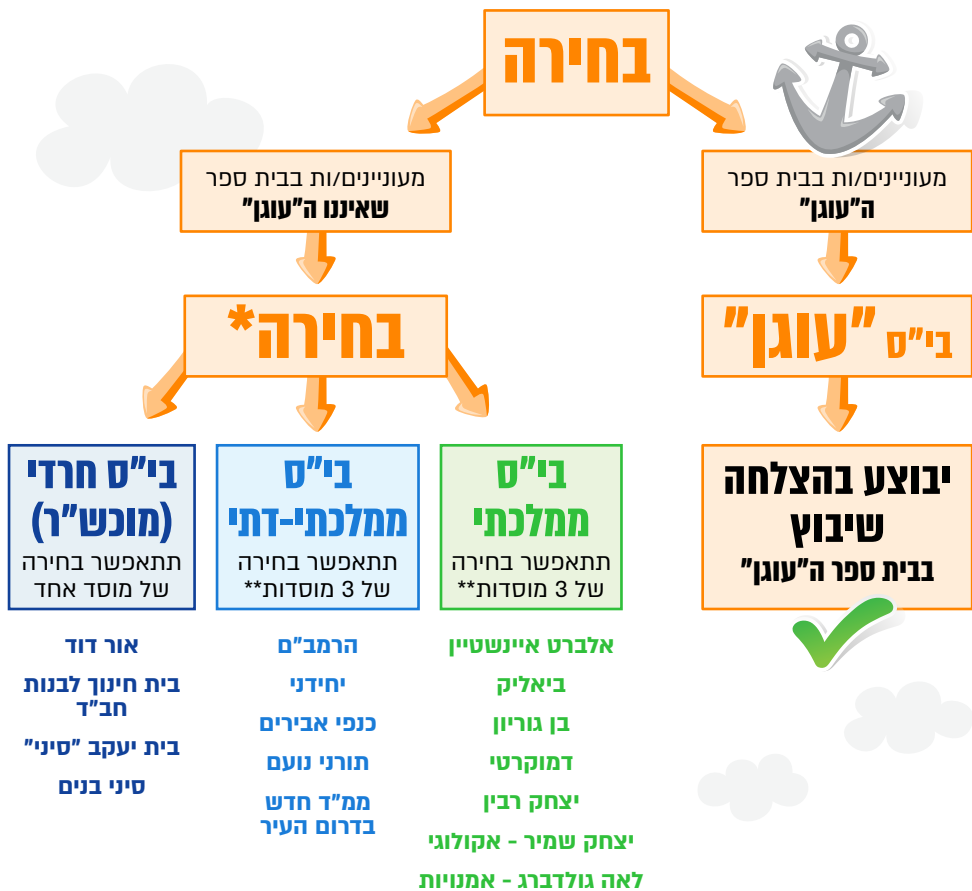 בחירה
מעוניינים/ות בבית ספר
ה"עוגן"
מעוניינים/ות בבית ספר
שאיננו ה"עוגן"
בי"ס "עוגן"
בחירה*
יבוצע בהצלחה
שיבוץ
בבית ספר ה"עוגן"
בי"ס
ממלכתי
תתאפשר בחירה
של 3 מוסדות**
אלברט איינשטיין
ביאליק
בן גוריון
דמוקרטי
יצחק רבין
יצחק שמיר - אקולוגי
לאה גולדברג - אמנויות
בי"ס
ממלכתי-דתי
תתאפשר בחירה
של 3 מוסדות**
הרמב"ם
יחידני
כנפי אבירים
תורני נועם
ממ"ד חדש
בדרום העיר
בי"ס חרדי
(מוכש"ר)
תתאפשר בחירה
של מוסד אחד
אור דוד
בית חינוך לבנות
חב"ד
בית יעקב "סיני"
סיני בנים